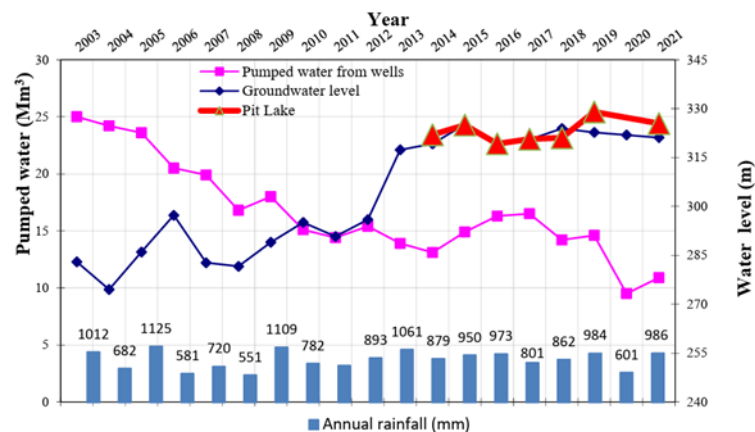 Year
2003 2004 2005 2006 2007 2008 2009 2010 2011 2012 2013 2014 2015 2016 2017 2018 2019 2020 2021
30 345
Pumped water from wells
Groundwater level
Pit Lake
25 330
20 315
15 300
10 285
5 270
0 255
240
Pumped water (Mm³)
Water level (m)
1012 682 1125 581 720 551 1109 782 893 1061 879 950 973 801 862 984 601 986
Annual rainfall (mm)